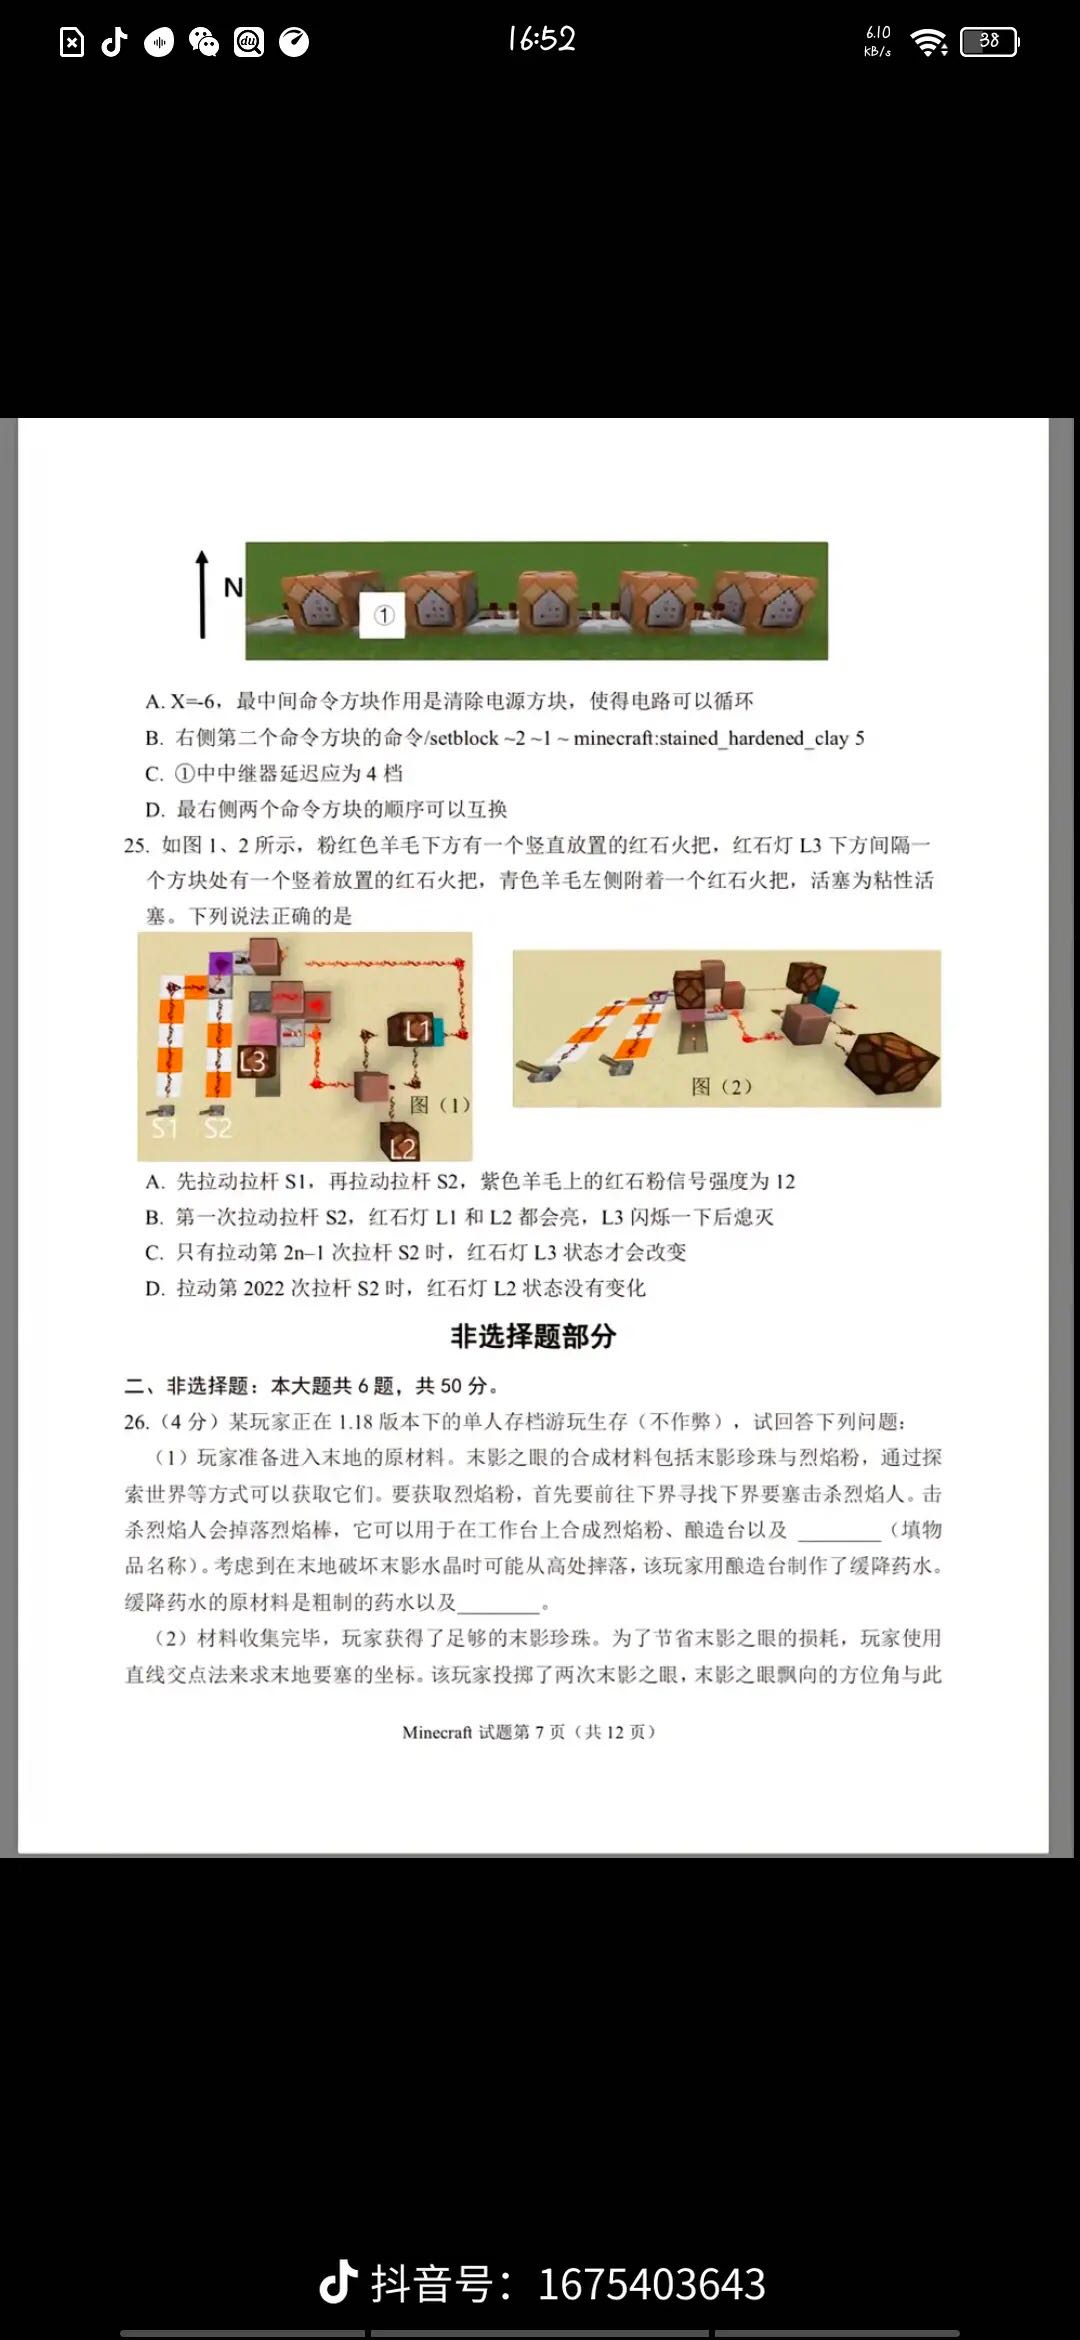 16:52
6.10
KB/s
38
du
N
①
A. X=-6，最中间命令方块作用是清除电源方块，使得电路可以循环
B. 右侧第二个命令方块的命令/setblock ~2 ~1 ~ minecraft:stained_hardened_clay 5
C. ①中中继器延迟应为 4 档
D. 最右侧两个命令方块的顺序可以互换
25. 如图 1、2 所示，粉红色羊毛下方有一个竖直放置的红石火把，红石灯 L3 下方间隔一
个方块处有一个竖着放置的红石火把，青色羊毛左侧附着一个红石火把，活塞为粘性活
塞。下列说法正确的是
L1
L3
图（1）
L2
S1 S2
图（2）
A. 先拉动拉杆 S1，再拉动拉杆 S2，紫色羊毛上的红石粉信号强度为 12
B. 第一次拉动拉杆 S2，红石灯 L1 和 L2 都会亮，L3 闪烁一下后熄灭
C. 只有拉动第 2n–1 次拉杆 S2 时，红石灯 L3 状态才会改变
D. 拉动第 2022 次拉杆 S2 时，红石灯 L2 状态没有变化
非选择题部分
二、非选择题：本大题共 6 题，共 50 分。
26.（4 分）某玩家正在 1.18 版本下的单人存档游玩生存（不作弊），试回答下列问题：
（1）玩家准备进入末地的原材料。末影之眼的合成材料包括末影珍珠与烈焰粉，通过探
索世界等方式可以获取它们。要获取烈焰粉，首先要前往下界寻找下界要塞击杀烈焰人。击
杀烈焰人会掉落烈焰棒，它可以用于在工作台上合成烈焰粉、酿造台以及 ________（填物
品名称）。考虑到在末地破坏末影水晶时可能从高处摔落，该玩家用酿造台制作了缓降药水。
缓降药水的原材料是粗制的药水以及________。
（2）材料收集完毕，玩家获得了足够的末影珍珠。为了节省末影之眼的损耗，玩家使用
直线交点法来求末地要塞的坐标。该玩家投掷了两次末影之眼，末影之眼飘向的方位角与此
Minecraft 试题第 7 页（共 12 页）
抖音号：1675403643